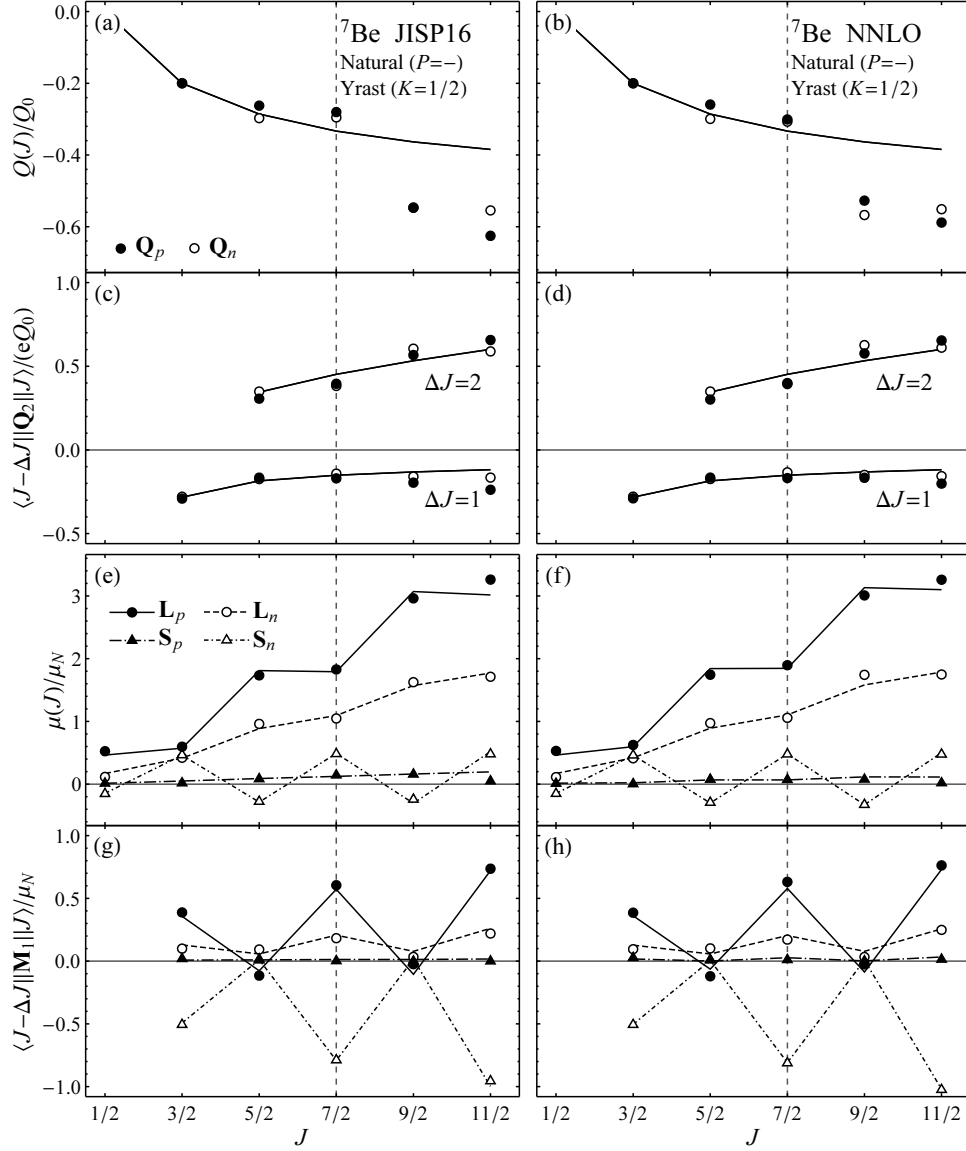 (a)
⁷Be JISP16
Natural (P=−)
Yrast (K=1/2)
Q(J)/Q₀
0.0
−0.2
−0.4
−0.6
Q_p
Q_n
(b)
⁷Be NNLO
Natural (P=−)
Yrast (K=1/2)
(c)
⟨J−ΔJ||Q₂||J⟩/(eQ₀)
1.0
0.5
0.0
−0.5
ΔJ=2
ΔJ=1
(d)
ΔJ=2
ΔJ=1
(e)
μ(J)/μ_N
3
2
1
0
L_p
L_n
S_p
S_n
(f)
(g)
⟨J−ΔJ||M₁||J⟩/μ_N
1.0
0.5
0.0
−0.5
−1.0
(h)
1/2 3/2 5/2 7/2 9/2 11/2
J
1/2 3/2 5/2 7/2 9/2 11/2
J